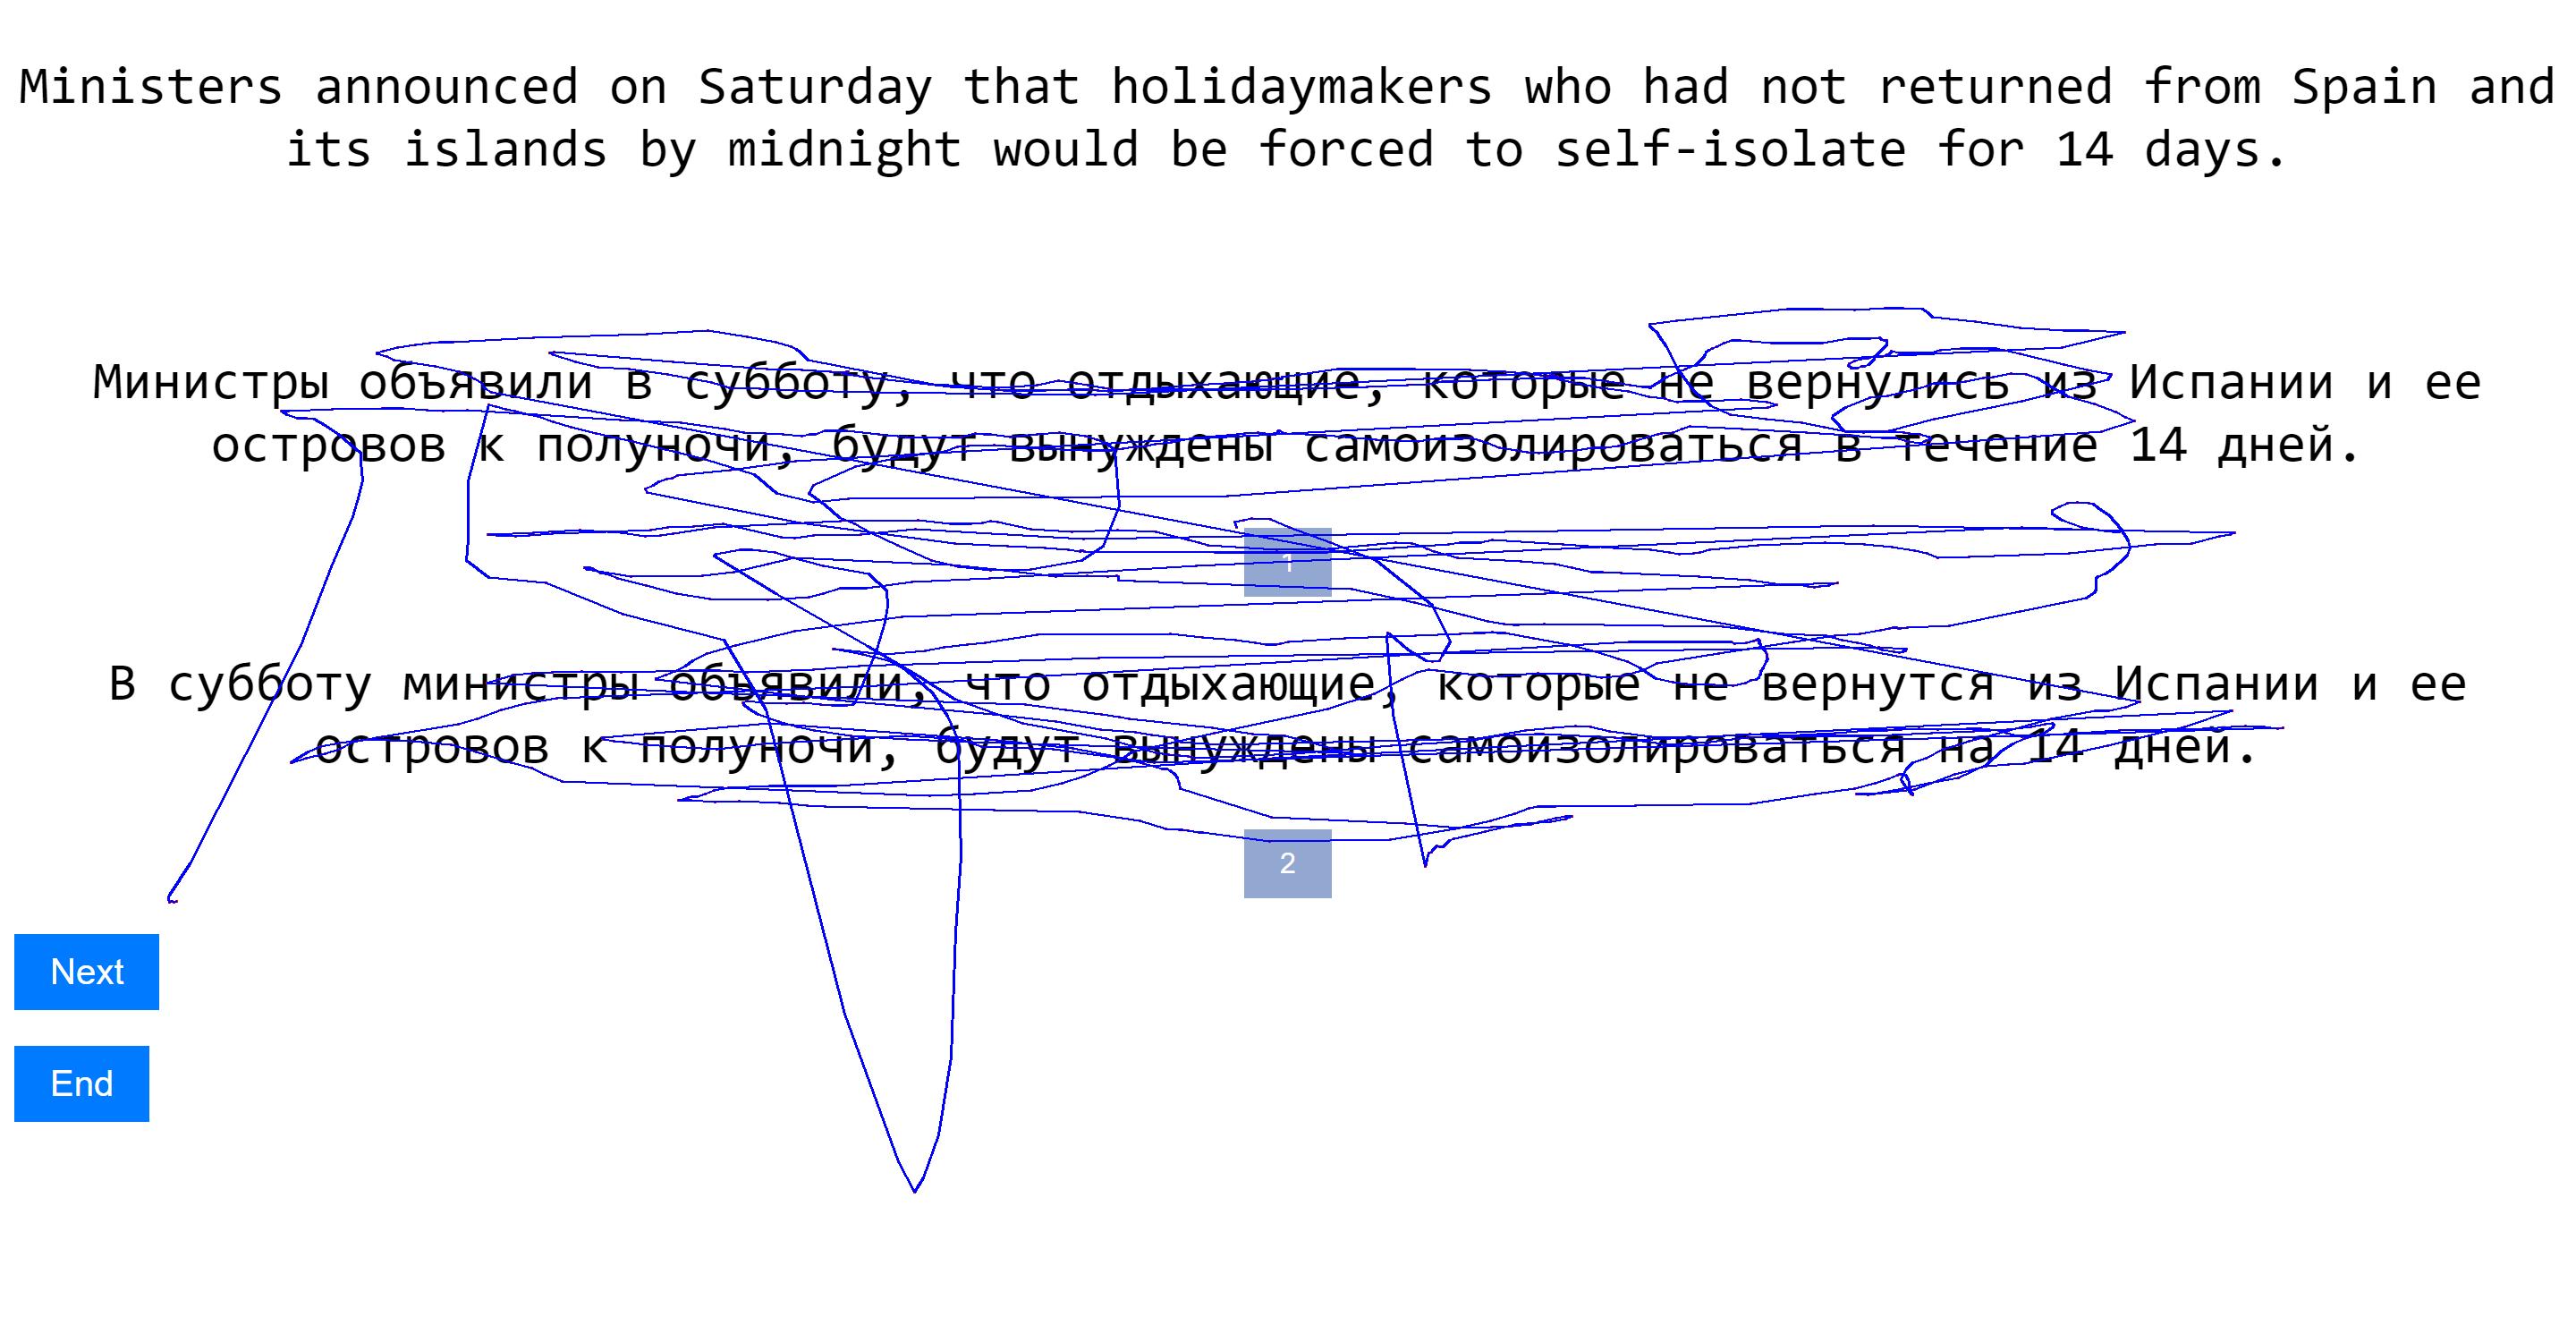 Ministers announced on Saturday that holidaymakers who had not returned from Spain and
its islands by midnight would be forced to self-isolate for 14 days.
Министры объявили в субботу, что отдыхающие, которые не вернулись из Испании и ее
островов к полуночи, будут вынуждены самоизолироваться в течение 14 дней.
1
В субботу министры объявили, что отдыхающие, которые не вернутся из Испании и ее
островов к полуночи, будут вынуждены самоизолироваться на 14 дней.
2
Next
End